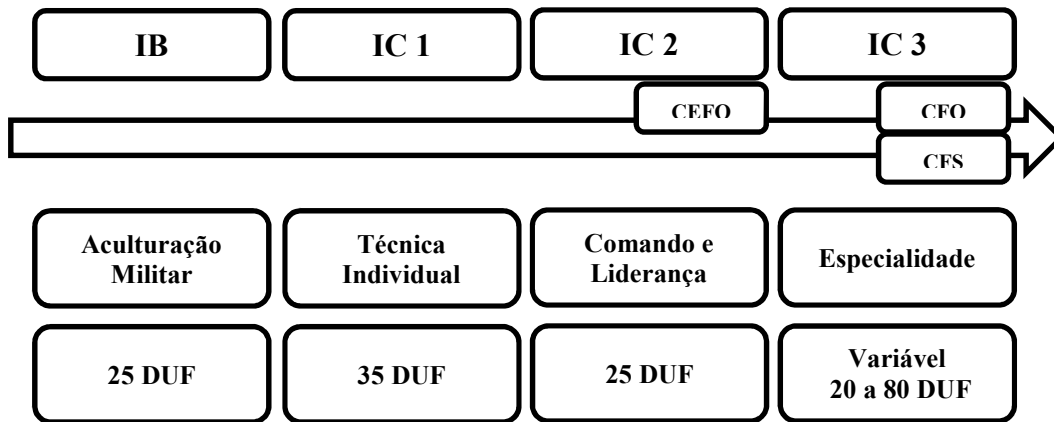 IB
IC 1
IC 2
IC 3
CEFO
CFO
CFS
Aculturação
Militar
Técnica
Individual
Comando e
Liderança
Especialidade
25 DUF
35 DUF
25 DUF
Variável
20 a 80 DUF